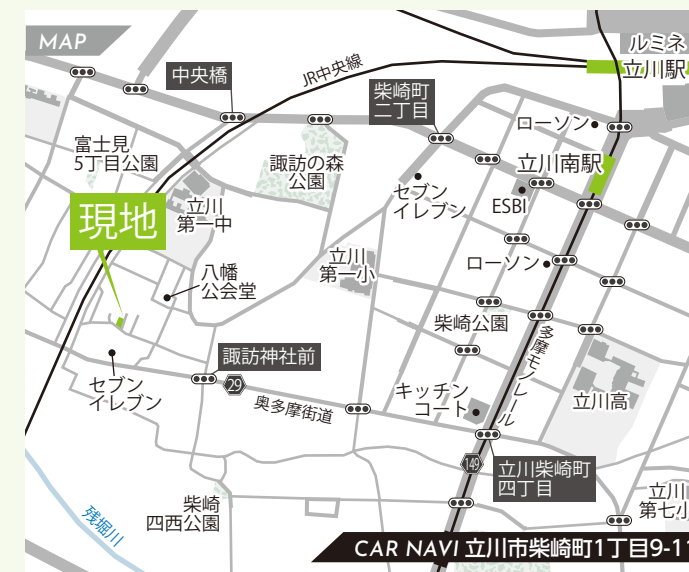 MAP
ルミネ
立川駅
JR中央線
中央橋
柴崎町
二丁目
ローソン
富士見
5丁目公園
諏訪の森
公園
立川南駅
セブン
イレブン
ESBI
立川
第一中
現地
立川
第一小
ローソン
八幡
公会堂
柴崎公園
多摩モノレール
諏訪神社前
セブン
イレブン
29
奥多摩街道
キッチン
コート
立川高
149
立川柴崎町
四丁目
柴崎
四西公園
残堀川
立川
第七小
CAR NAVI 立川市柴崎町1丁目9-11